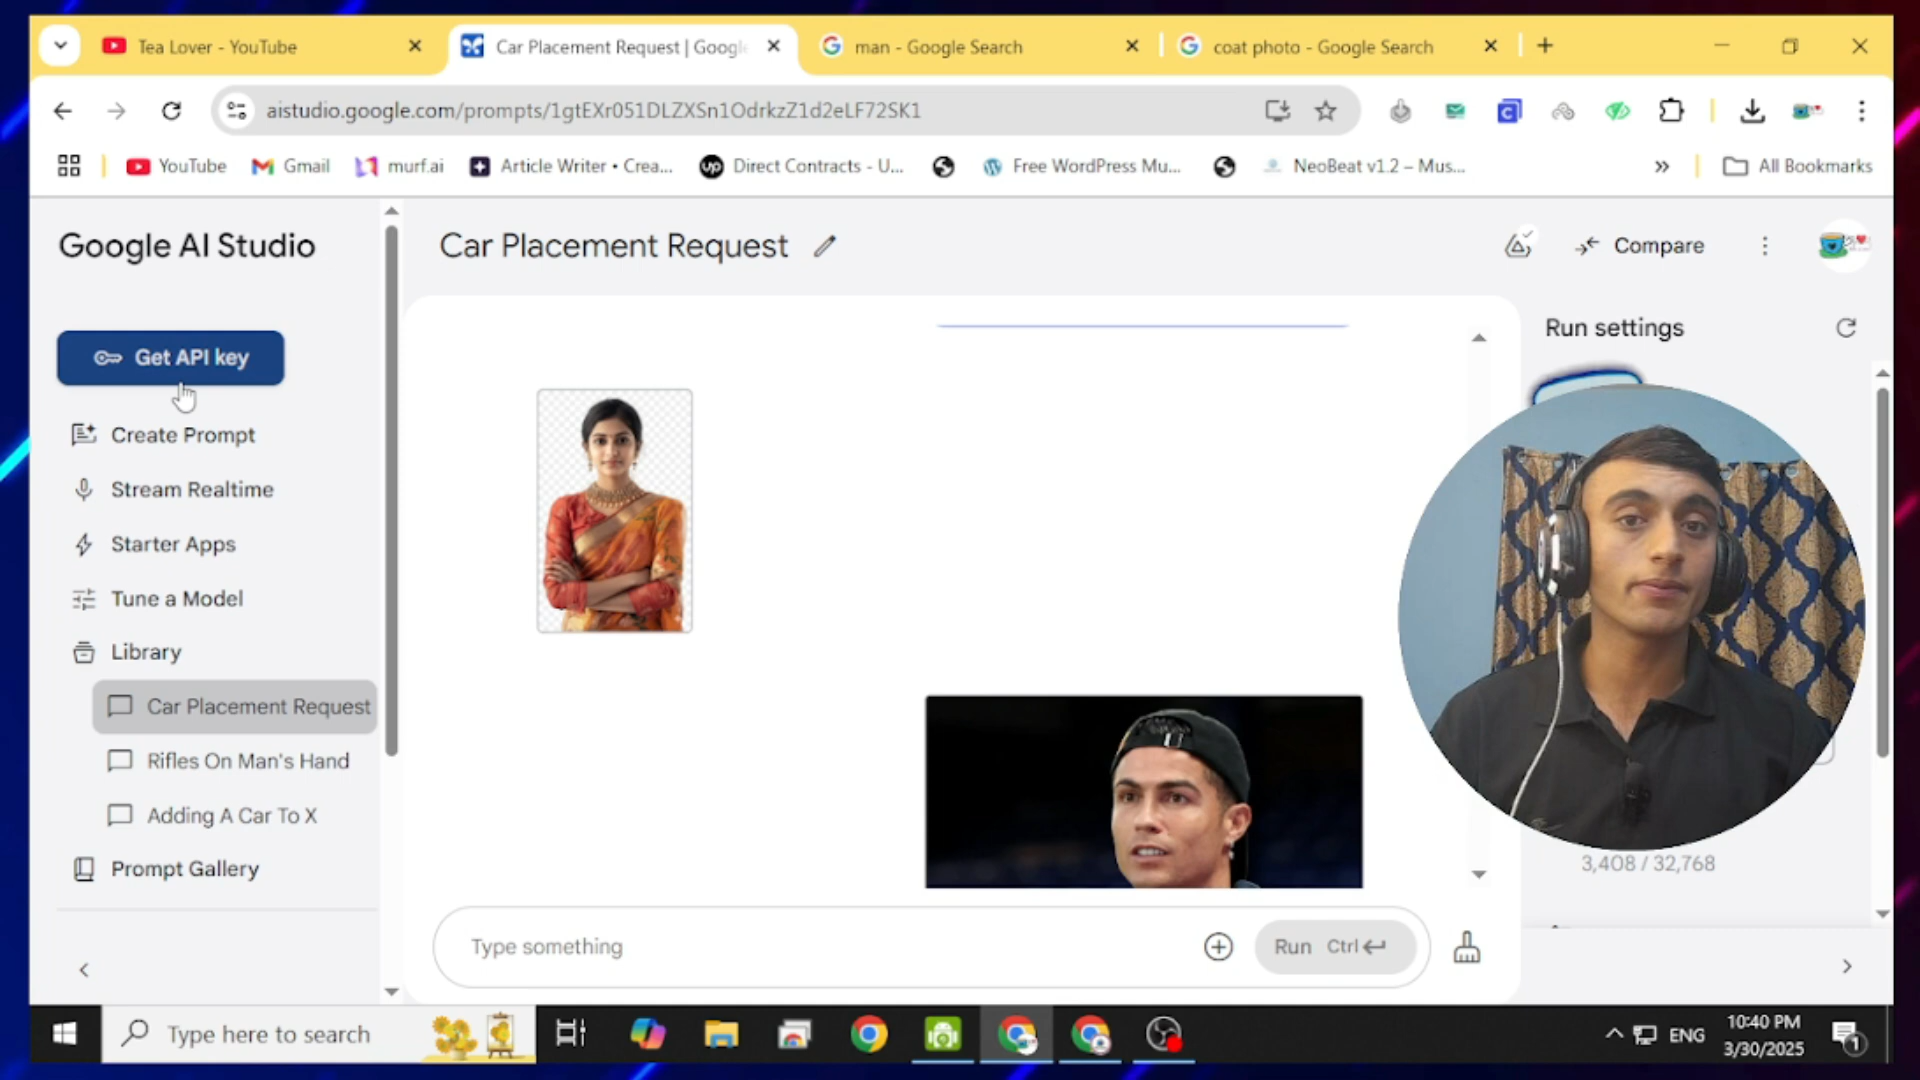 Tea Lover - YouTube
Car Placement Request | Google
man - Google Search
coat photo - Google Search
aistudio.google.com/prompts/1gtEXr051DLZXSn1OdrkzZ1d2eLF72SK1
YouTube
Gmail
murf.ai
Article Writer • Crea...
Direct Contracts - U...
Free WordPress Mu...
NeoBeat v1.2 – Mus...
All Bookmarks
Google AI Studio
Car Placement Request
Compare
Get API key
Run settings
Create Prompt
Stream Realtime
Starter Apps
Tune a Model
Library
Car Placement Request
Rifles On Man's Hand
Adding A Car To X
Prompt Gallery
3,408 / 32,768
Type something
Run Ctrl
Type here to search
ENG
10:40 PM
3/30/2025
1